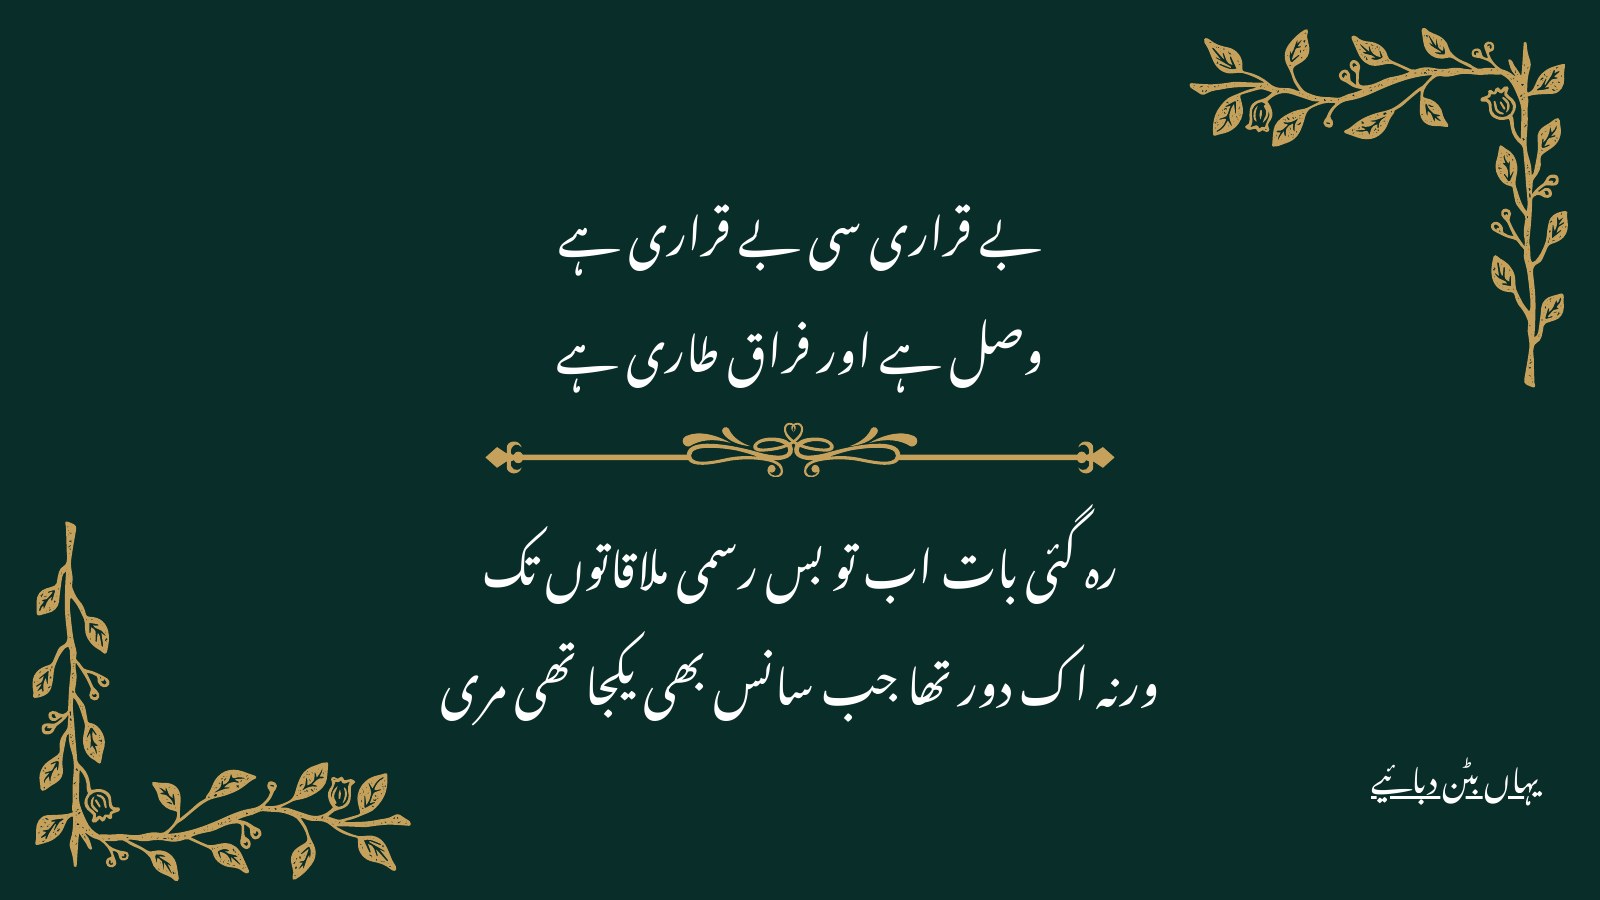 بے قراری سی بے قراری ہے
وصل ہے اور فراق طاری ہے
رہ گئی بات اب تو بس رسمی ملاقاتوں تک
ورنہ اک دور تھا جب سانس بھی یکجا تھی مری
یہاں بٹن دبائیے